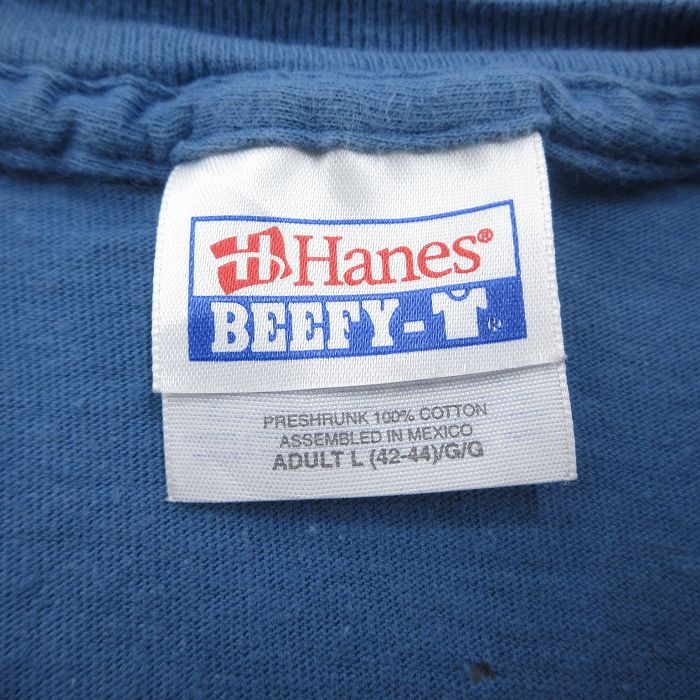 Hanes®
BEEFY-T®
PRESHRUNK 100% COTTON
ASSEMBLED IN MEXICO
ADULT L (42-44)/G/G